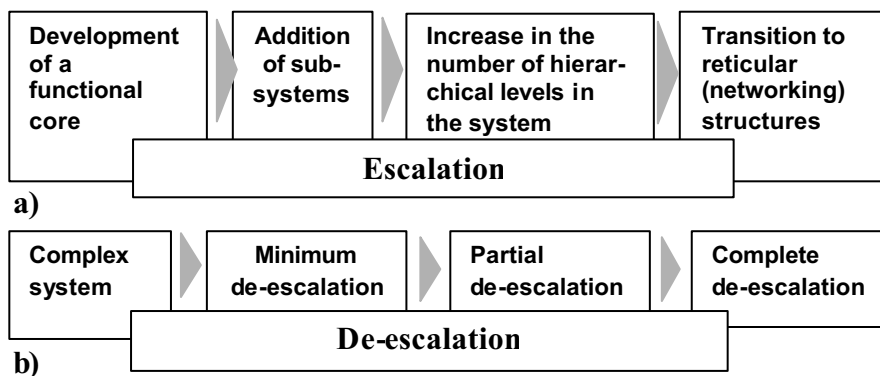 Development
of a
functional
core
Addition
of sub-
systems
Increase in the
number of hierar-
chical levels in
the system
Transition to
reticular
(networking)
structures
Escalation
a)
Complex
system
Minimum
de-escalation
Partial
de-escalation
Complete
de-escalation
De-escalation
b)